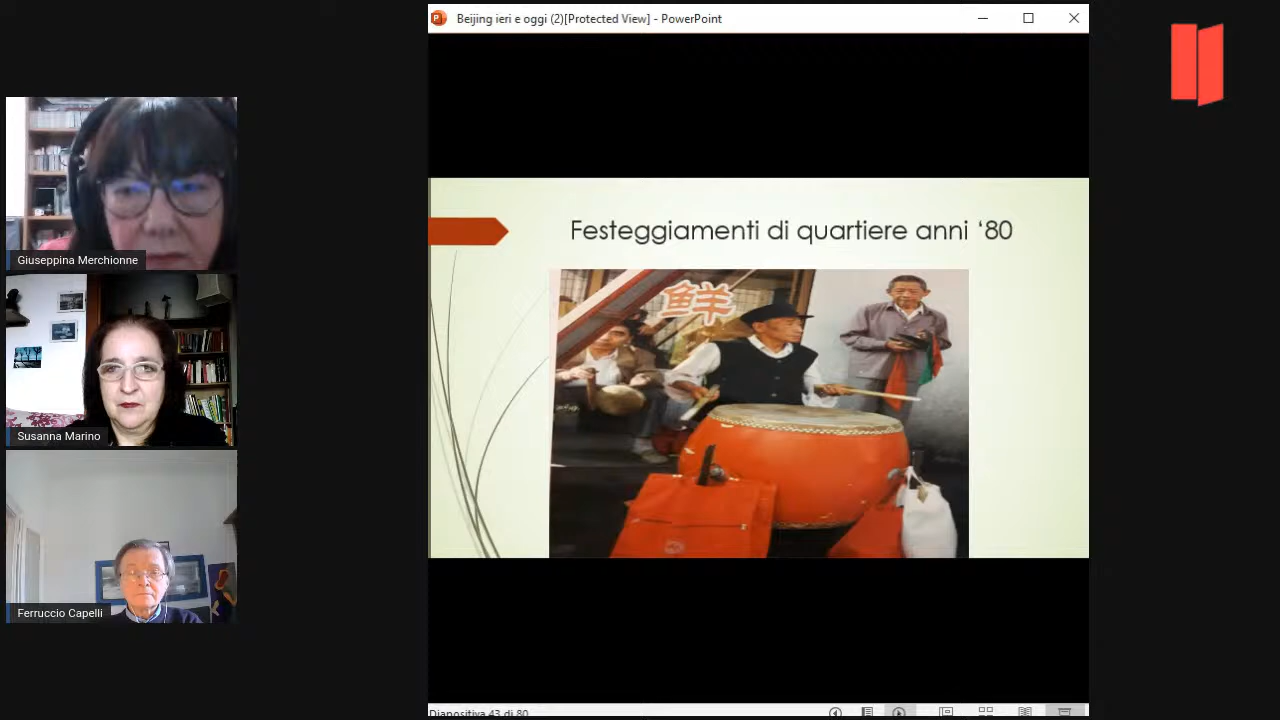 Beijing ieri e oggi (2)[Protected View] - PowerPoint
Giuseppina Merchionne
Susanna Marino
Ferruccio Capelli
Festeggiamenti di quartiere anni ‘80
鲜
Diapositiva 43 di 80